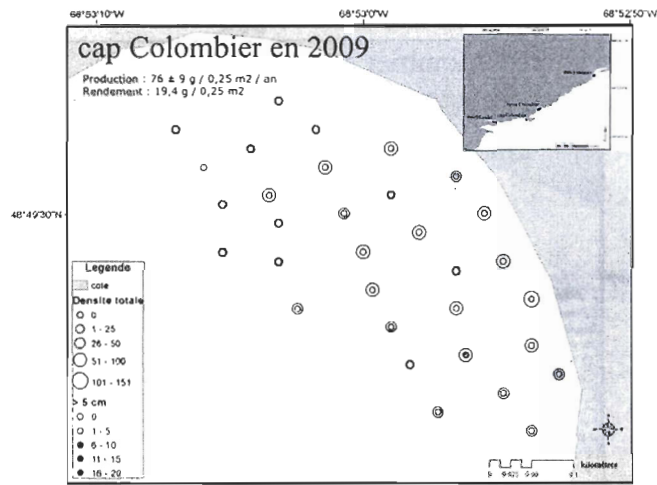 68°53'10"W 68°53'0"W 68°52'50"W
cap Colombier en 2009
Production : 76 ± 9 g / 0,25 m2 / an
Rendement : 19,4 g / 0,25 m2
48°49'30"N
Legende
cote
Densite totale
0
1 - 25
26 - 50
51 - 100
101 - 151
> 5 cm
0
1 - 5
6 - 10
11 - 15
16 - 20
kilometres